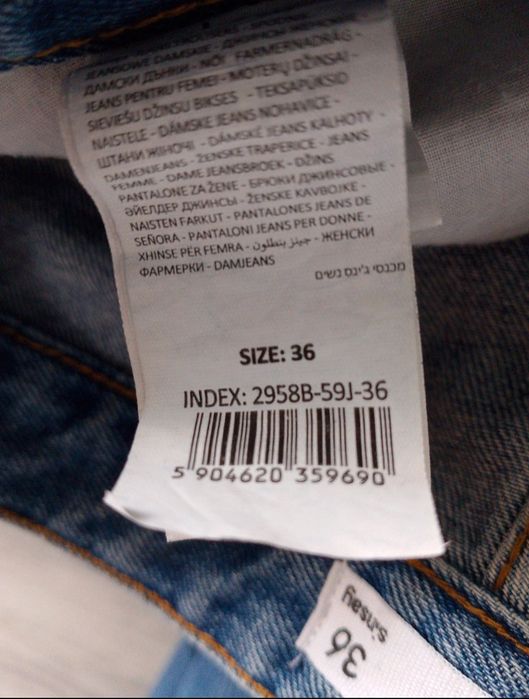 JEANSOWE DAMSKIE - ДЖИНСИ
ДАМСКИ ДЪНКИ - NŐI FARMERNADRÁG -
JEANS PENTRU FEMEI - MOTERŲ DŽINSAI -
SIEVIEŠU DŽINSU BIKSES - TEKSAPÜKSID
NAISTELE - DÁMSKE JEANS NOHAVICE -
ШТАНИ ЖІНОЧІ - DÁMSKÉ JEANS KALHOTY -
DAMENJEANS - ŽENSKE TRAPERICE - JEANS
FEMME - DAME JEANSBROEK - DŽINS
PANTALONE ZA ŽENE - БРЮКИ ДЖИНСОВЫЕ -
ӘЙЕЛДЕР ДЖИНСЫ - ŽENSKE KAVBOJKE -
NAISTEN FARKUT - PANTALONES JEANS DE
SEÑORA - PANTALONI JEANS PER DONNE -
XHINSE PËR FEMRA - جينز بنطلون - ЖЕНСКИ
ФАРМЕРКИ - DAMJEANS
מכנסי ג'ינס נשים
SIZE: 36
INDEX: 2958B-59J-36
5 904620 359690
sinsay
36